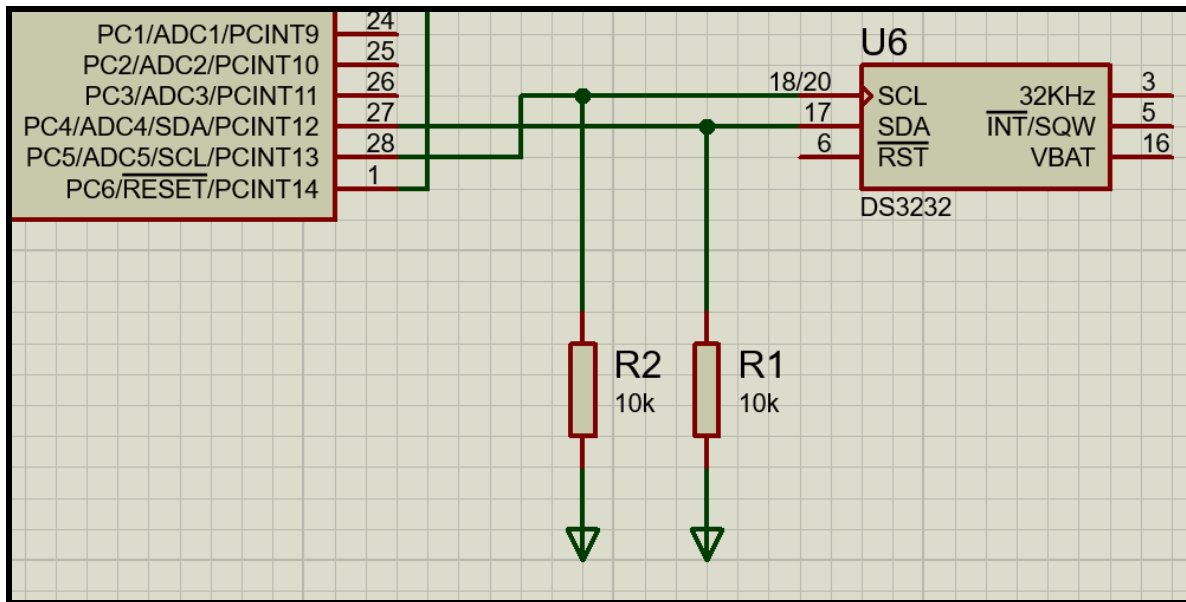 24
PC1/ADC1/PCINT9
25
PC2/ADC2/PCINT10
26
PC3/ADC3/PCINT11
27
PC4/ADC4/SDA/PCINT12
28
PC5/ADC5/SCL/PCINT13
1
PC6/RESET/PCINT14
U6
18/20
SCL
32KHz
3
17
SDA
INT/SQW
5
6
RST
VBAT
16
DS3232
R2
10k
R1
10k